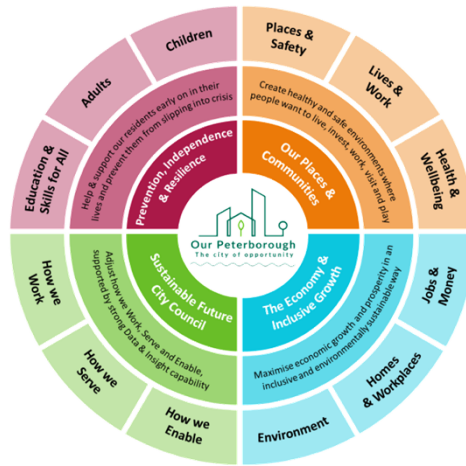 Children
Adults
Education &
Skills for All
Help & support our residents early on in their
lives and prevent them from slipping into crisis
Prevention, Independence
& Resilience
Places &
Safety
Lives &
Work
Health &
Wellbeing
Create healthy and safe environments where
people want to live, invest, work, visit and play
Our Places &
Communities
Our Peterborough
The city of opportunity
How we
Work
How we
Serve
How we
Enable
Adjust how we Work, Serve and Enable,
supported by strong Data & Insight capability
Sustainable Future
City Council
Jobs &
Money
Homes
& Workplaces
Environment
Maximise economic growth and prosperity in an
inclusive and environmentally sustainable way
The Economy &
Inclusive Growth